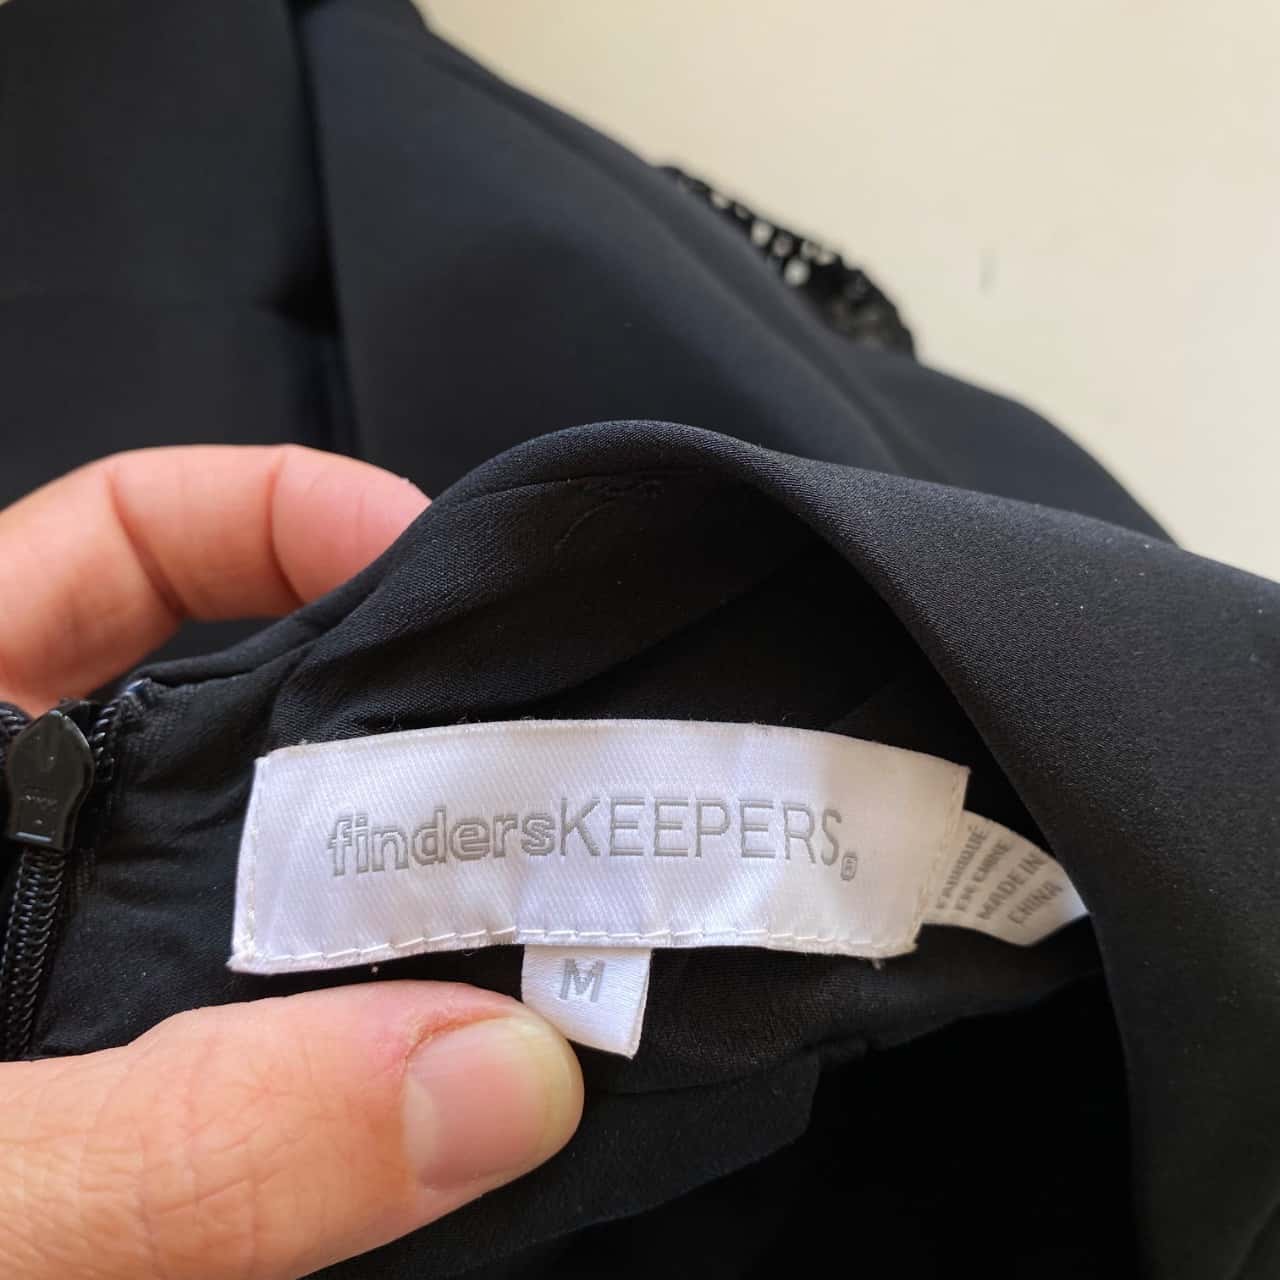 findersKEEPERS®
M
FABRIQUÉ
EN CHINE
MADE IN
CHINA